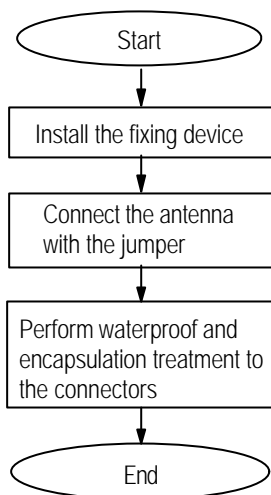 Start
Install the fixing device
Connect the antenna
with the jumper
Perform waterproof and
encapsulation treatment to
the connectors
End